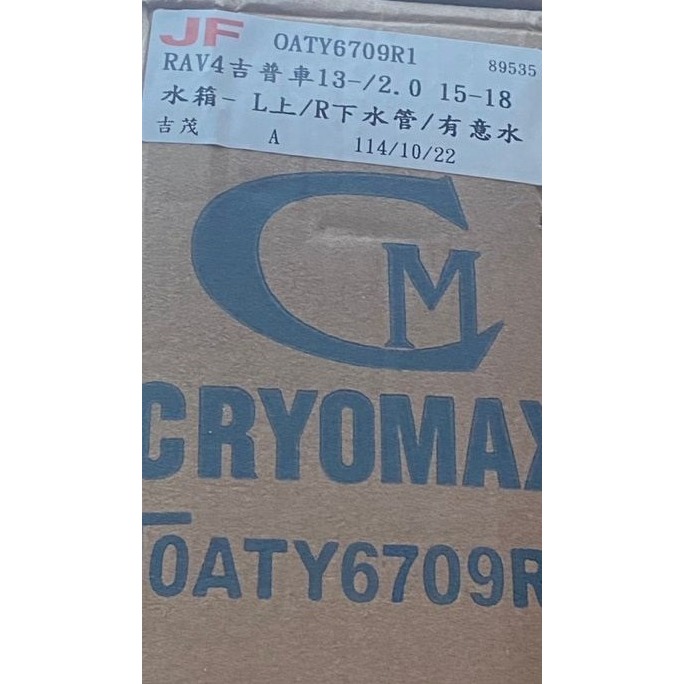 JF OATY6709R1 89535
RAV4吉普車13-/2.0 15-18
水箱- L上/R下水管/有意水
吉茂 A 114/10/22
CM
CRYOMAX
OATY6709R